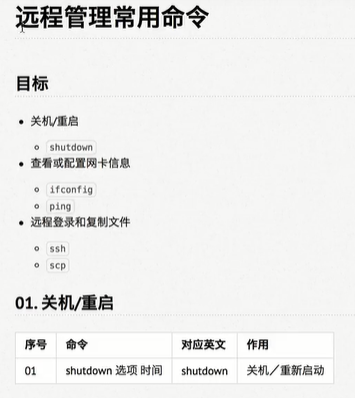 远程管理常用命令
目标
关机/重启
shutdown
查看或配置网卡信息
ifconfig
ping
远程登录和复制文件
ssh
scp
01. 关机/重启
序号 命令 对应英文 作用
01 shutdown 选项 时间 shutdown 关机／重新启动